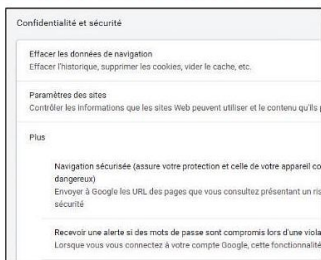 Confidentialité et sécurité
Effacer les données de navigation
Effacer l'historique, supprimer les cookies, vider le cache, etc.
Paramètres des sites
Contrôler les informations que les sites Web peuvent utiliser et le contenu qu'ils
Plus
Navigation sécurisée (assure votre protection et celle de votre appareil
dangereux)
Envoyer à Google les URL des pages que vous consultez présentant un
sécurité
Recevoir une alerte si des mots de passe sont compromis lors d'une
Lorsque vous vous connectez à votre compte Google, cette fonctionnalité